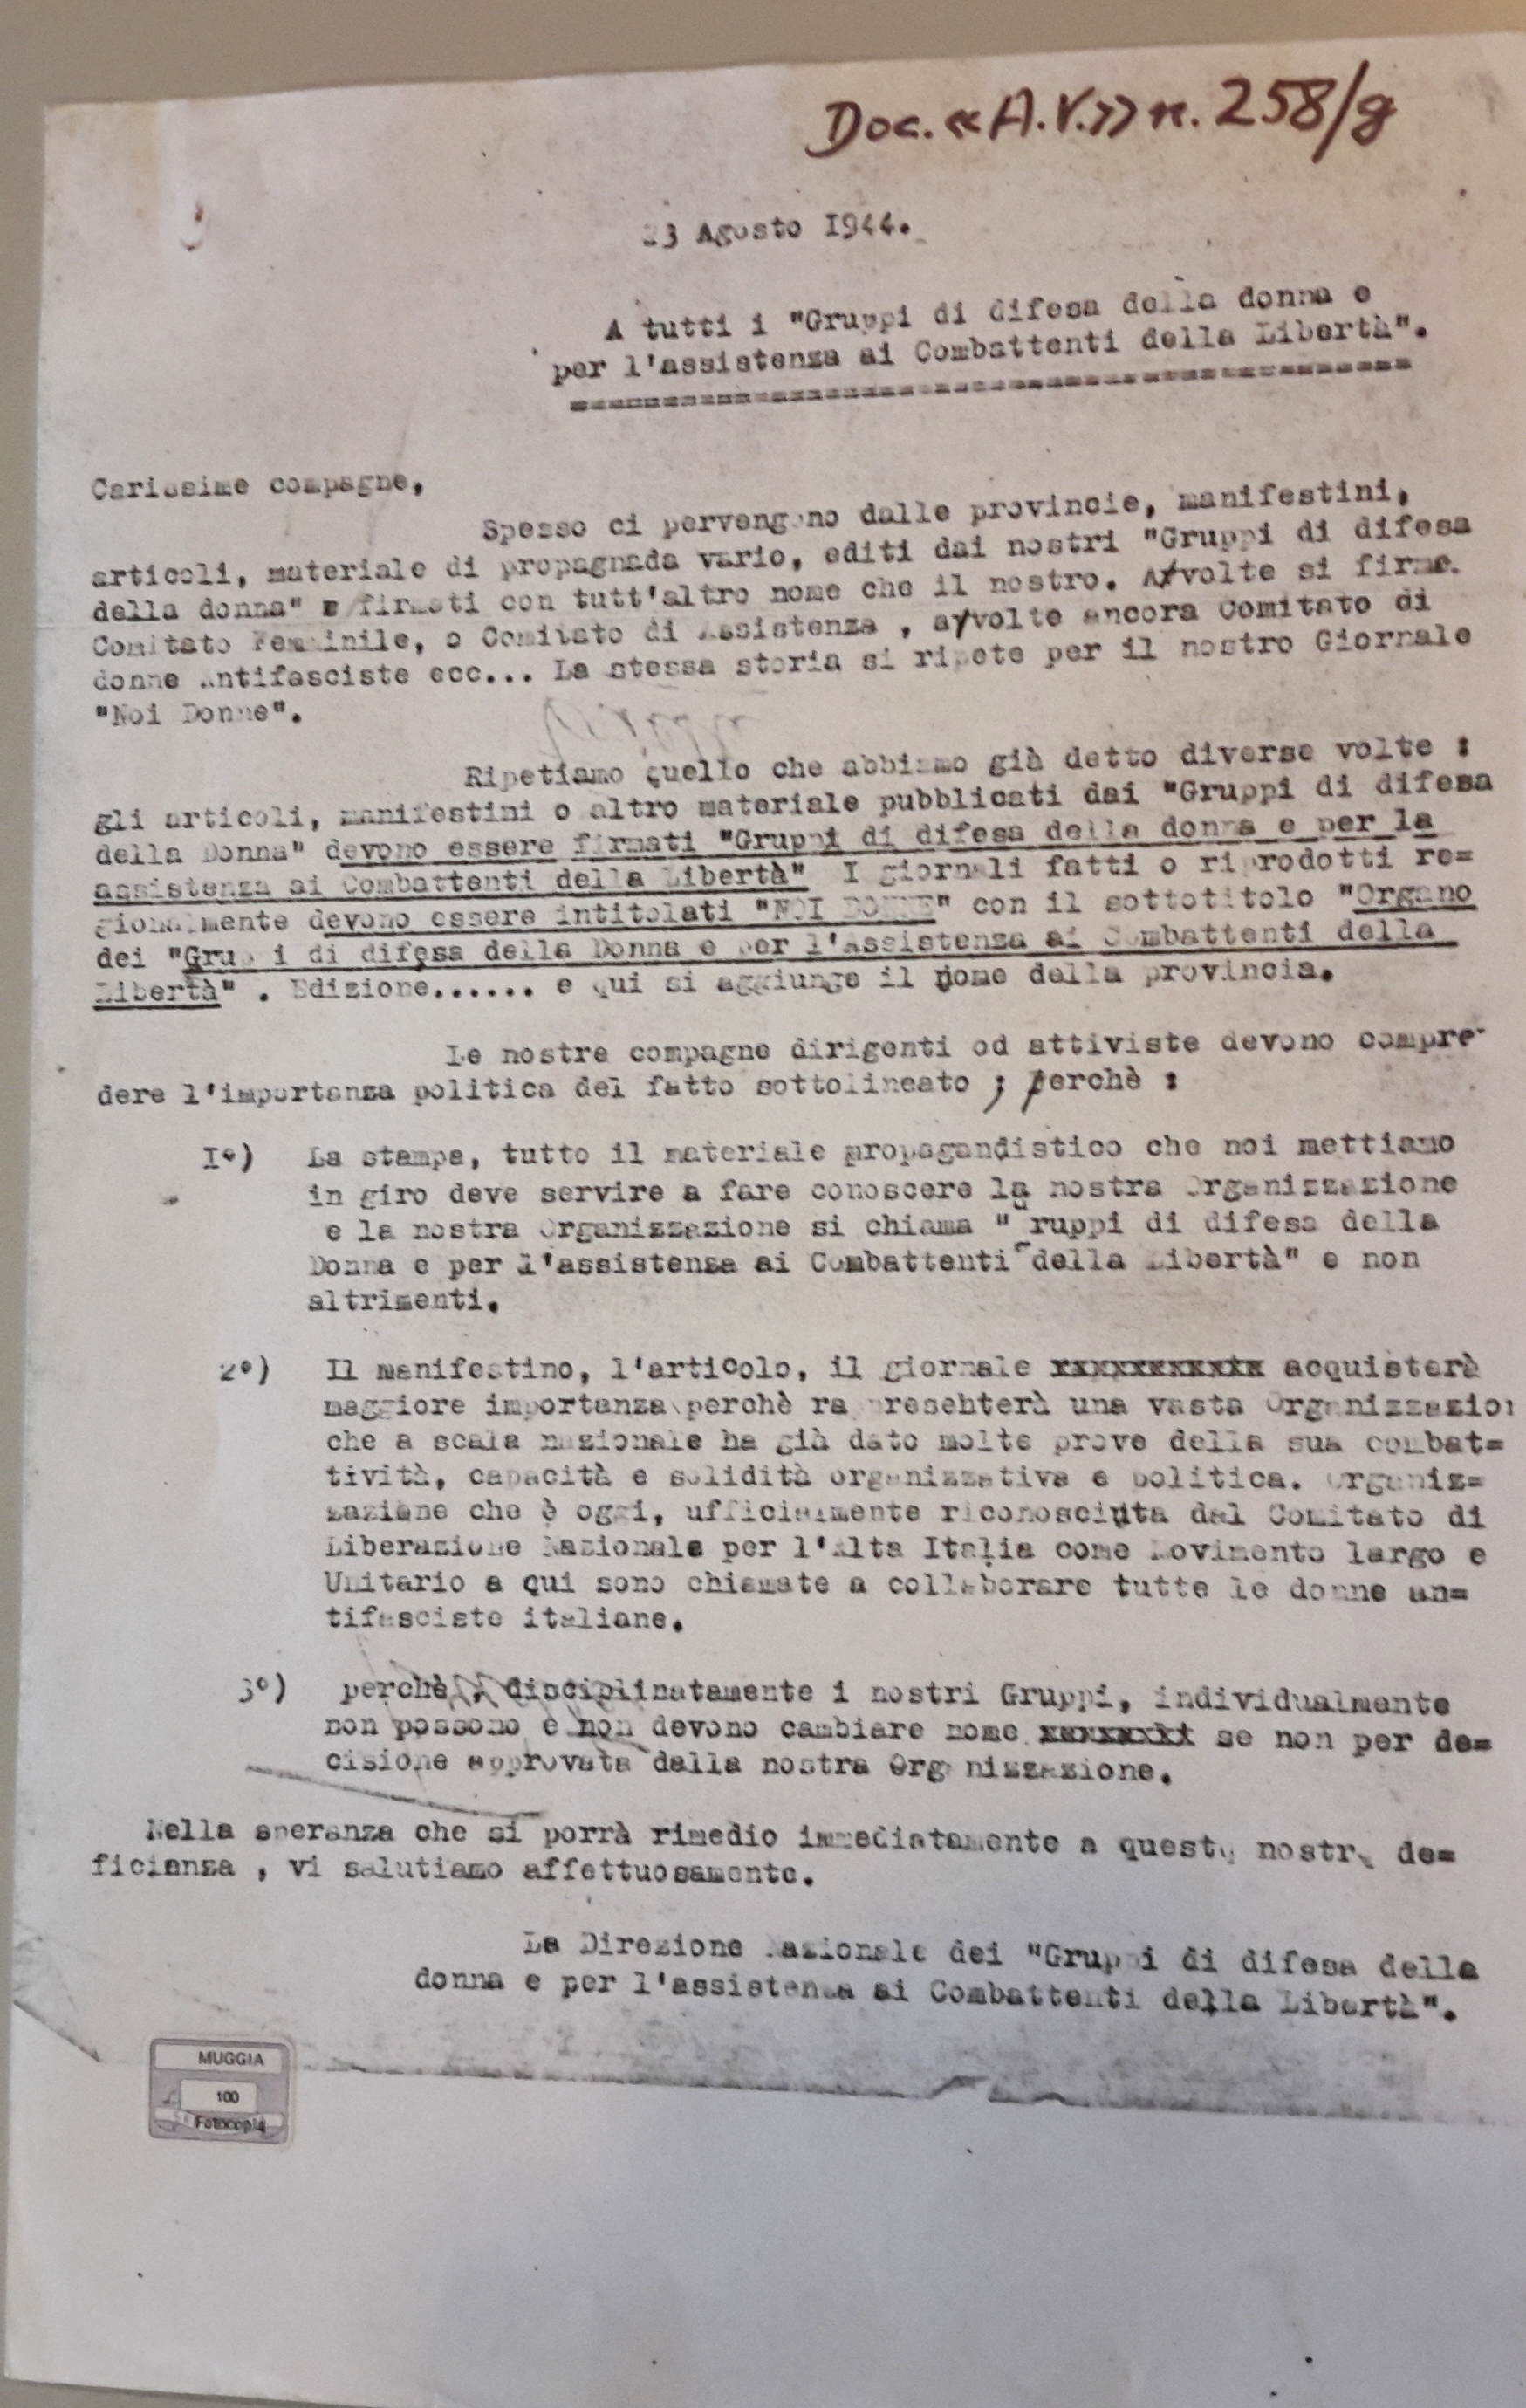 Doc. «A.V.» n. 258/g
23 Agosto 1944.
A tutti i "Gruppi di difesa della donna e
per l'assistenza ai Combattenti della Libertà".
Carissime compagne,
Spesso ci pervengono dalle provincie, manifestini,
articoli, materiale di propagnada vario, editi dai nostri "Gruppi di difesa
della donna" e firmati con tutt'altro nome che il nostro. A volte si firma
Comitato Femminile, o Comitato di Assistenza , a volte ancora Comitato di
donne Antifasciste ecc... La stessa storia si ripete per il nostro Giornale
"Noi Donne".
Ripetiamo quello che abbiamo già detto diverse volte :
gli articoli, manifestini o altro materiale pubblicati dai "Gruppi di difesa
della Donna" devono essere firmati "Gruppi di difesa della donna e per la
assistenza ai Combattenti della Libertà" I giornali fatti o riprodotti re=
gionalmente devono essere intitolati "NOI DONNE" con il sottotitolo "Organo
dei "Gruppi di difesa della Donna e per l'Assistenza ai Combattenti della
Libertà" . Edizione...... e qui si aggiunge il nome della provincia.
Le nostre compagne dirigenti od attiviste devono compre-
dere l'importanza politica del fatto sottolineato ; perchè :
I°) La stampa, tutto il materiale propagandistico che noi mettiamo
in giro deve servire a fare conoscere la nostra Organizzazione
e la nostra Organizzazione si chiama "Gruppi di difesa della
Donna e per l'assistenza ai Combattenti della Libertà" e non
altrimenti.
2°) Il manifestino, l'articolo, il giornale xxxxxxxxxxx acquisterà
maggiore importanza perchè rappresehterà una vasta Organizzazion
che a scala nazionale ha già dato molte prove della sua combat=
tività, capacità e solidità organizzativa e politica. Organiz=
zazione che è oggi, ufficialmente riconosciuta dal Comitato di
Liberazione Nazionale per l'Alta Italia come Movimento largo e
Unitario a qui sono chiamate a collaborare tutte le donne an=
tifasciste italiane.
3°) perchè , disciplinatamente i nostri Gruppi, individualmente
non possono e non devono cambiare nome xxxxxxxx se non per de=
cisione approvata dalla nostra Organizzazione.
Nella speranza che si porrà rimedio immediatamente a questa nostra de=
ficianza , vi salutiamo affettuosamente.
La Direzione Nazionale dei "Gruppi di difesa della
donna e per l'assistenza ai Combattenti della Libertà".
MUGGIA
100
Fotocopia